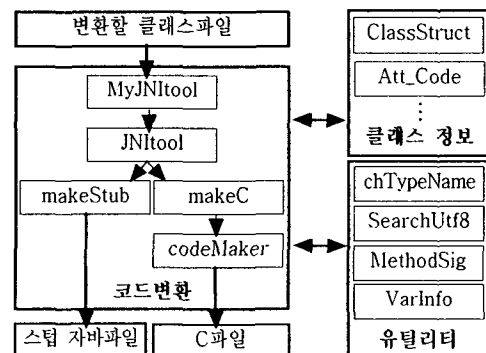 변환할 클래스파일
MyJNItool
JNItool
makeStub
makeC
codeMaker
코드변환
스텁 자바파일
C파일
ClassStruct
Att_Code
⋮
클래스 정보
chTypeName
SearchUtf8
MethodSig
VarInfo
유틸리티